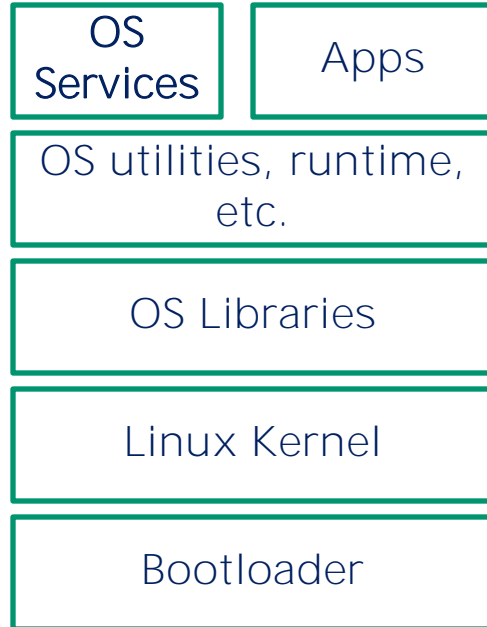 OS
Services
Apps
OS utilities, runtime,
etc.
OS Libraries
Linux Kernel
Bootloader